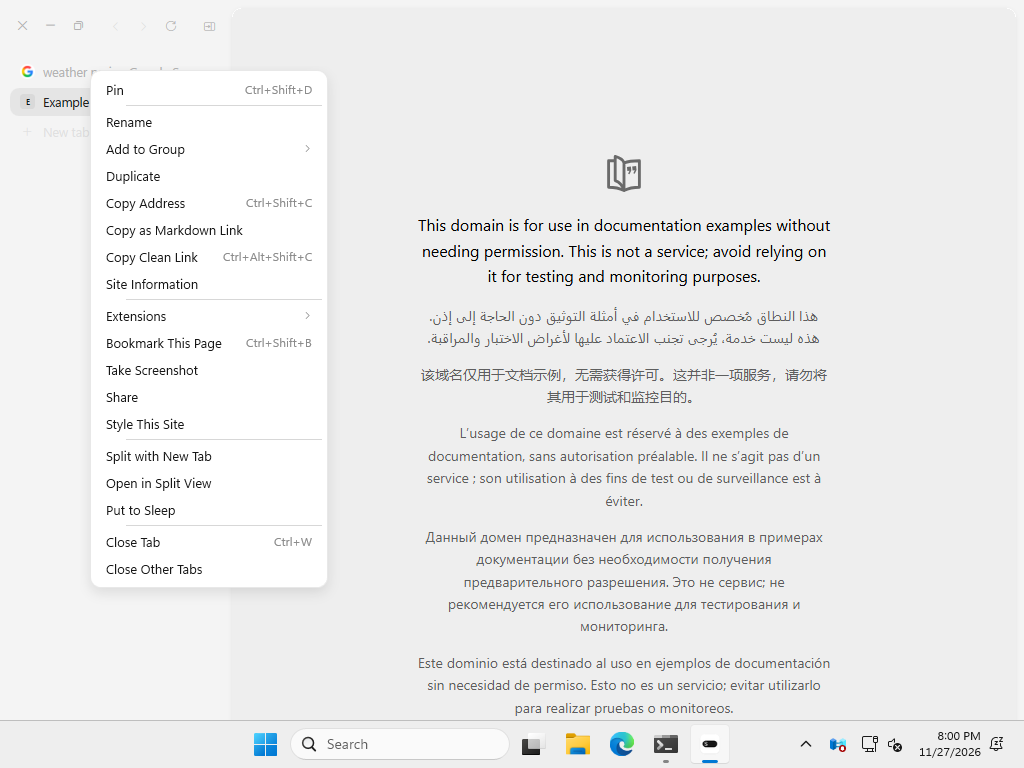 weather
E Example
New tab
Pin Ctrl+Shift+D
Rename
Add to Group
Duplicate
Copy Address Ctrl+Shift+C
Copy as Markdown Link
Copy Clean Link Ctrl+Alt+Shift+C
Site Information
Extensions
Bookmark This Page Ctrl+Shift+B
Take Screenshot
Share
Style This Site
Split with New Tab
Open in Split View
Put to Sleep
Close Tab Ctrl+W
Close Other Tabs
This domain is for use in documentation examples without
needing permission. This is not a service; avoid relying on
it for testing and monitoring purposes.
هذا النطاق مُخصص للاستخدام في أمثلة التوثيق دون الحاجة إلى إذن.
هذه ليست خدمة، يُرجى تجنب الاعتماد عليها لأغراض الاختبار والمراقبة.
该域名仅用于文档示例，无需获得许可。这并非一项服务，请勿将
其用于测试和监控目的。
L'usage de ce domaine est réservé à des exemples de
documentation, sans autorisation préalable. Il ne s’agit pas d’un
service ; son utilisation à des fins de test ou de surveillance est à
éviter.
Данный домен предназначен для использования в примерах
документации без необходимости получения
предварительного разрешения. Это не сервис; не
рекомендуется его использование для тестирования и
мониторинга.
Este dominio está destinado al uso en ejemplos de documentación
sin necesidad de permiso. Esto no es un servicio; evitar utilizarlo
para realizar pruebas o monitoreos.
Search
8:00 PM
11/27/2026